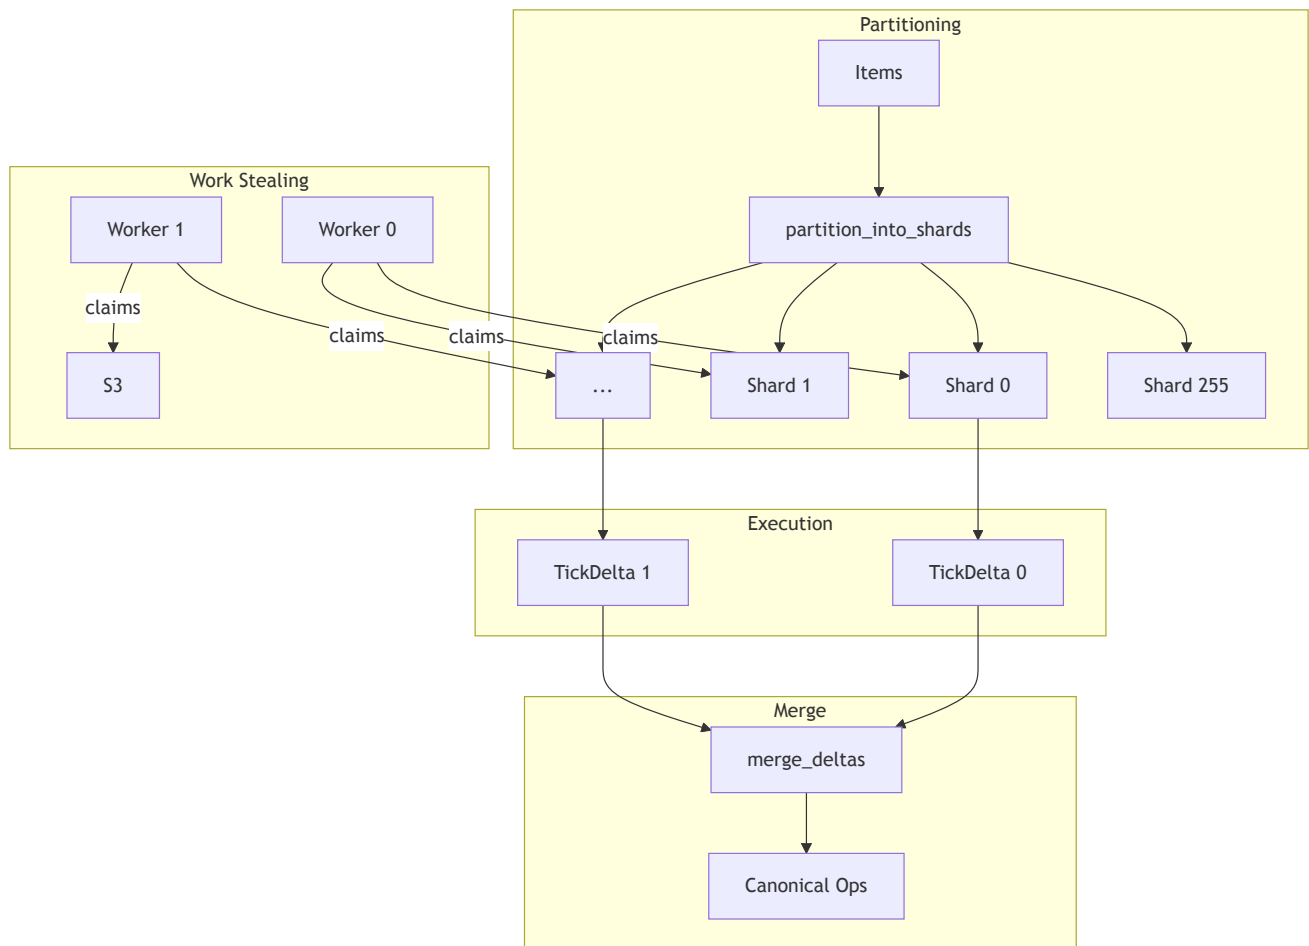 Partitioning
Items
Work Stealing
Worker 1
Worker 0
partition_into_shards
claims
claims
claims
claims
S3
...
Shard 1
Shard 0
Shard 255
Execution
TickDelta 1
TickDelta 0
Merge
merge_deltas
Canonical Ops